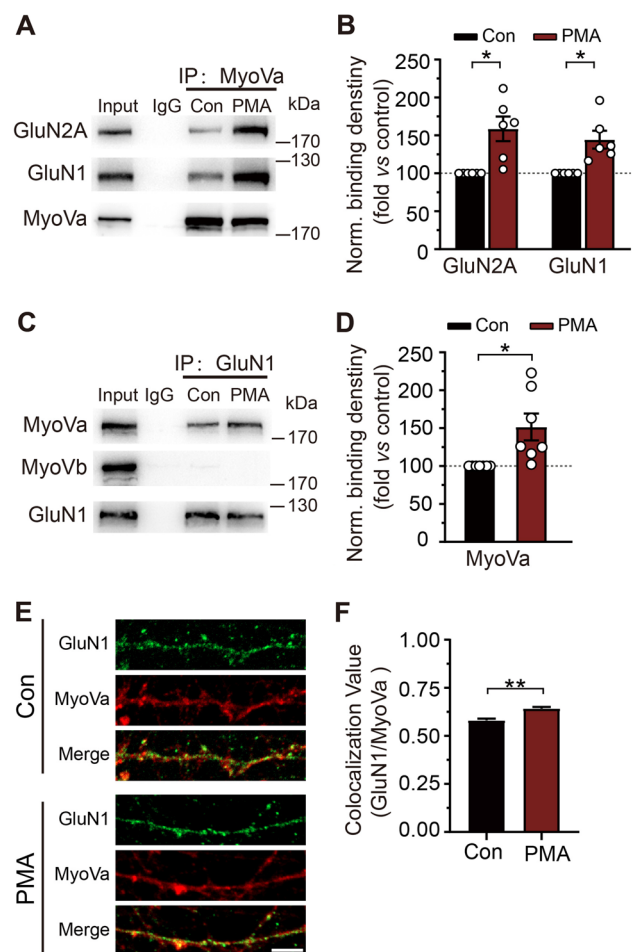 A
IP: MyoVa
Input IgG Con PMA kDa
GluN2A
170
130
GluN1
MyoVa
170
B
Con PMA
Norm. binding denstiny
(fold vs control)
250
200
150
100
50
0
* *
GluN2A GluN1
C
IP: GluN1
Input IgG Con PMA kDa
MyoVa
170
MyoVb
170
130
GluN1
D
Con PMA
Norm. binding denstiny
(fold vs control)
250
200
150
100
50
0
*
MyoVa
E
Con
GluN1
MyoVa
Merge
PMA
GluN1
MyoVa
Merge
F
Colocalization Value
(GluN1/MyoVa )
1.00
0.75
0.50
0.25
0.00
**
Con PMA